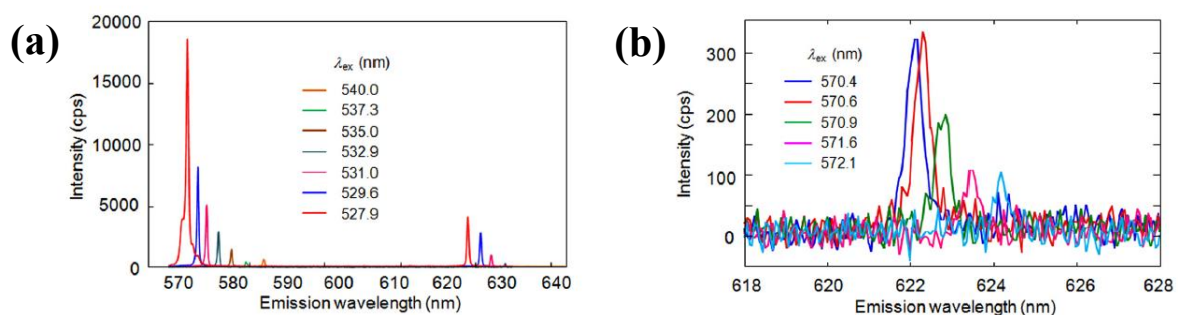 (a)
20000
15000
10000
5000
0
Intensity (cps)
λex (nm)
540.0
537.3
535.0
532.9
531.0
529.6
527.9
570 580 590 600 610 620 630 640
Emission wavelength (nm)
(b)
300
200
100
0
Intensity (cps)
λex (nm)
570.4
570.6
570.9
571.6
572.1
618 620 622 624 626 628
Emission wavelength (nm)